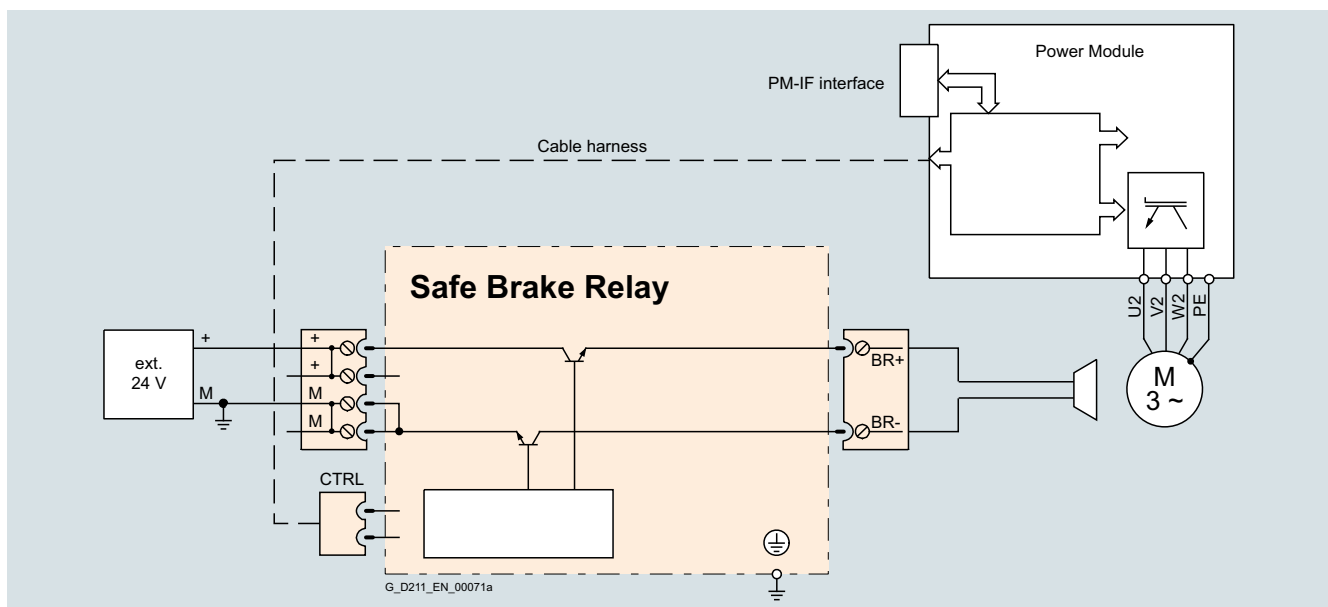 Power Module
PM-IF interface
Cable harness
Safe Brake Relay
U2
V2
W2
PE
ext.
24 V
+
M
+
+
M
M
BR+
BR-
M
3 ~
CTRL
G_D211_EN_00071a